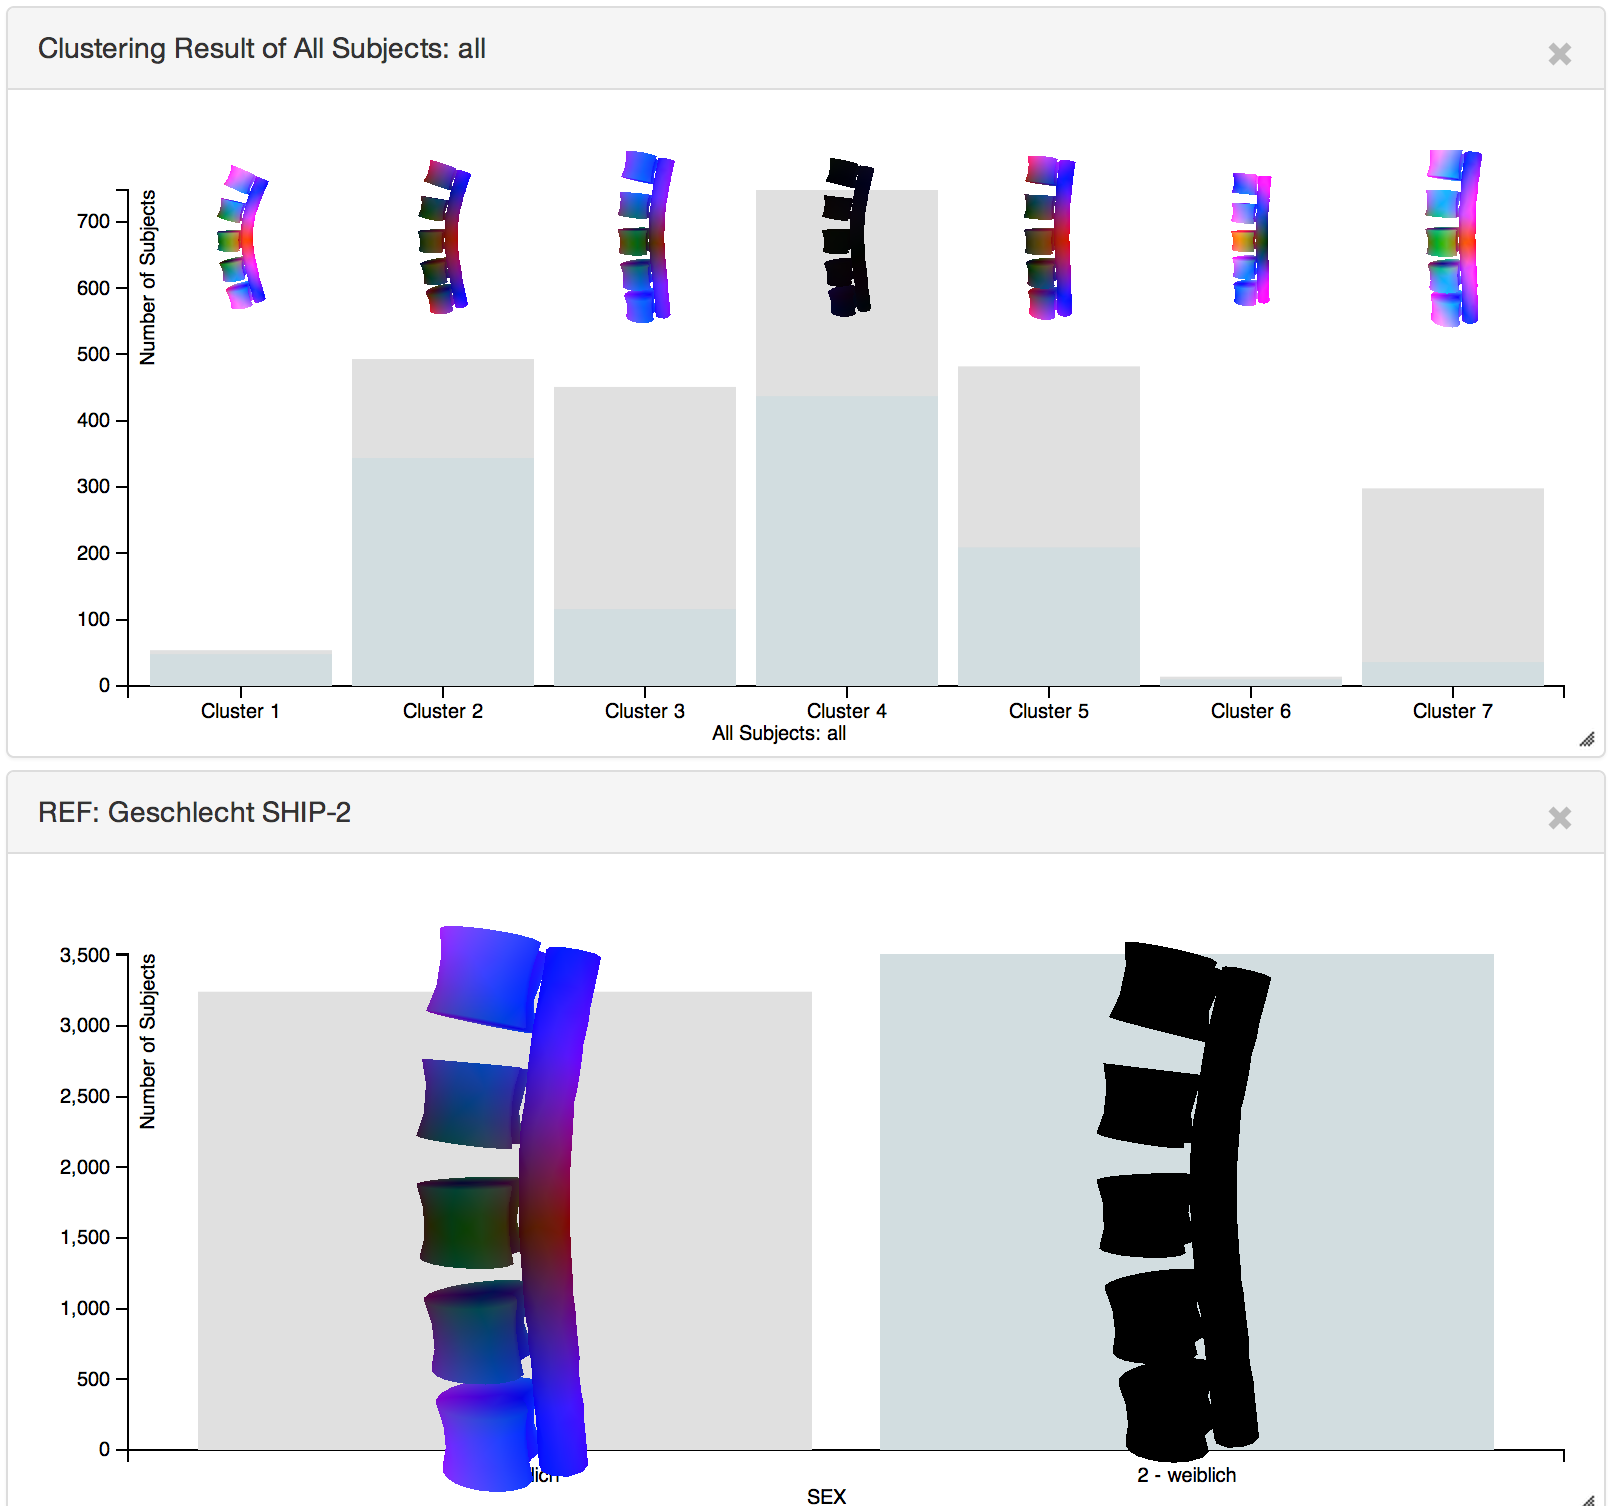 Clustering Result of All Subjects: all
Number of Subjects
700
600
500
400
300
200
100
0
Cluster 1 Cluster 2 Cluster 3 Cluster 4 Cluster 5 Cluster 6 Cluster 7
All Subjects: all
REF: Geschlecht SHIP-2
Number of Subjects
3,500
3,000
2,500
2,000
1,500
1,000
500
0
2 - weiblich
SEX